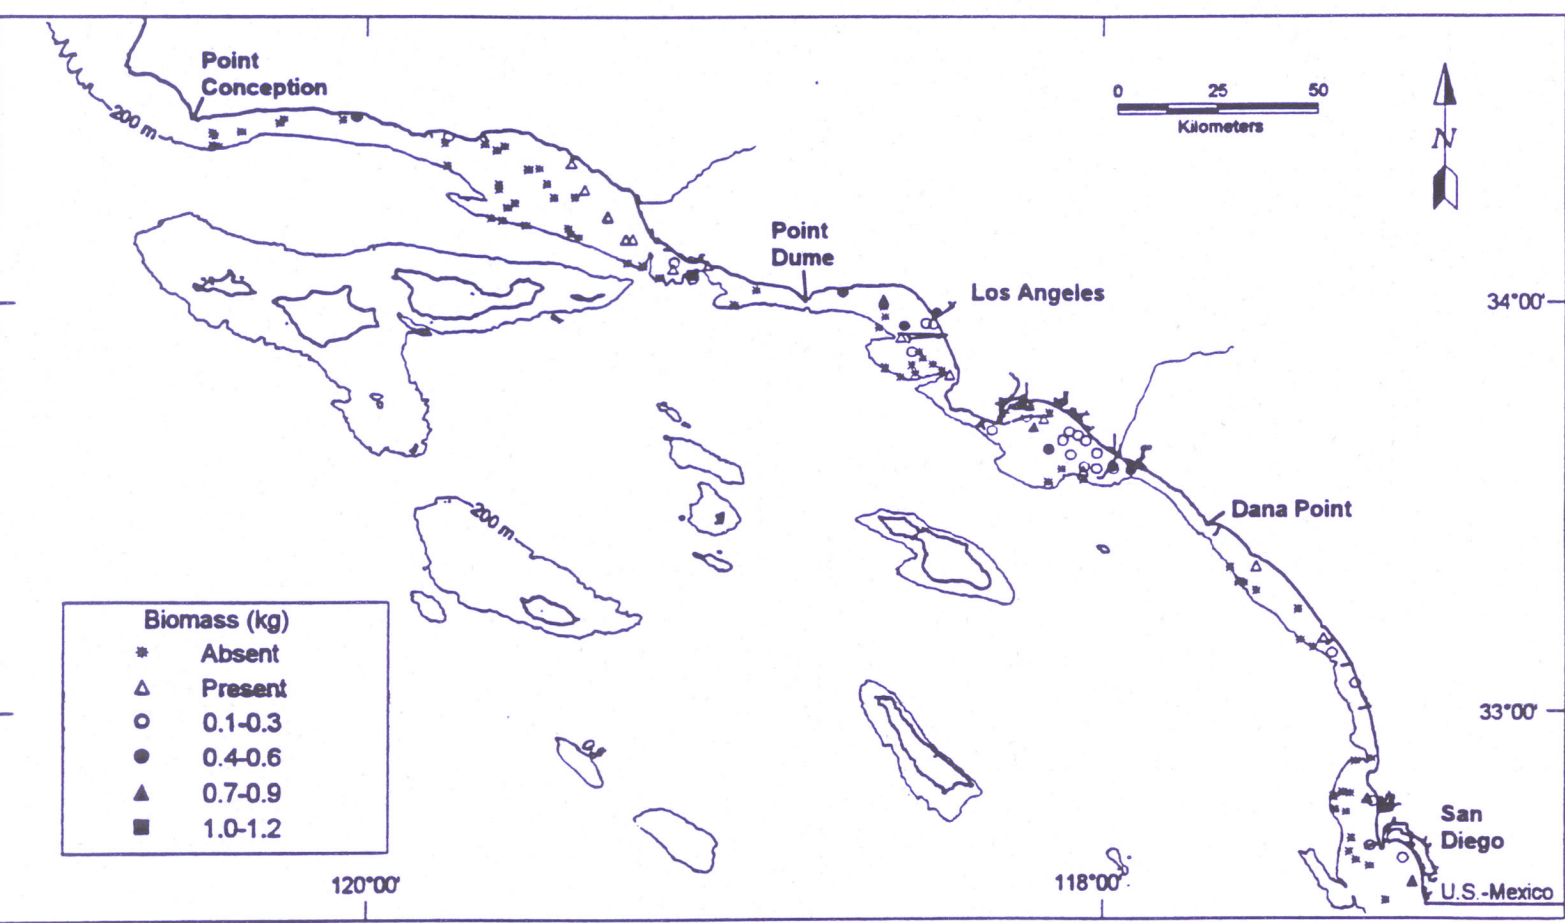 Point
Conception
200 m
0 25 50
Kilometers
N
Point
Dume
Los Angeles
34°00'
200 m
Dana Point
Biomass (kg)
Absent
Present
0.1-0.3
0.4-0.6
0.7-0.9
1.0-1.2
33°00'
San
Diego
120°00'
118°00'
U.S.-Mexico